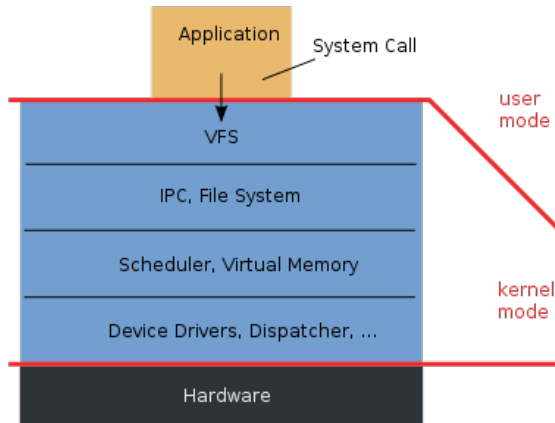 Application
System Call
user
mode
VFS
IPC, File System
Scheduler, Virtual Memory
kernel
mode
Device Drivers, Dispatcher, ...
Hardware